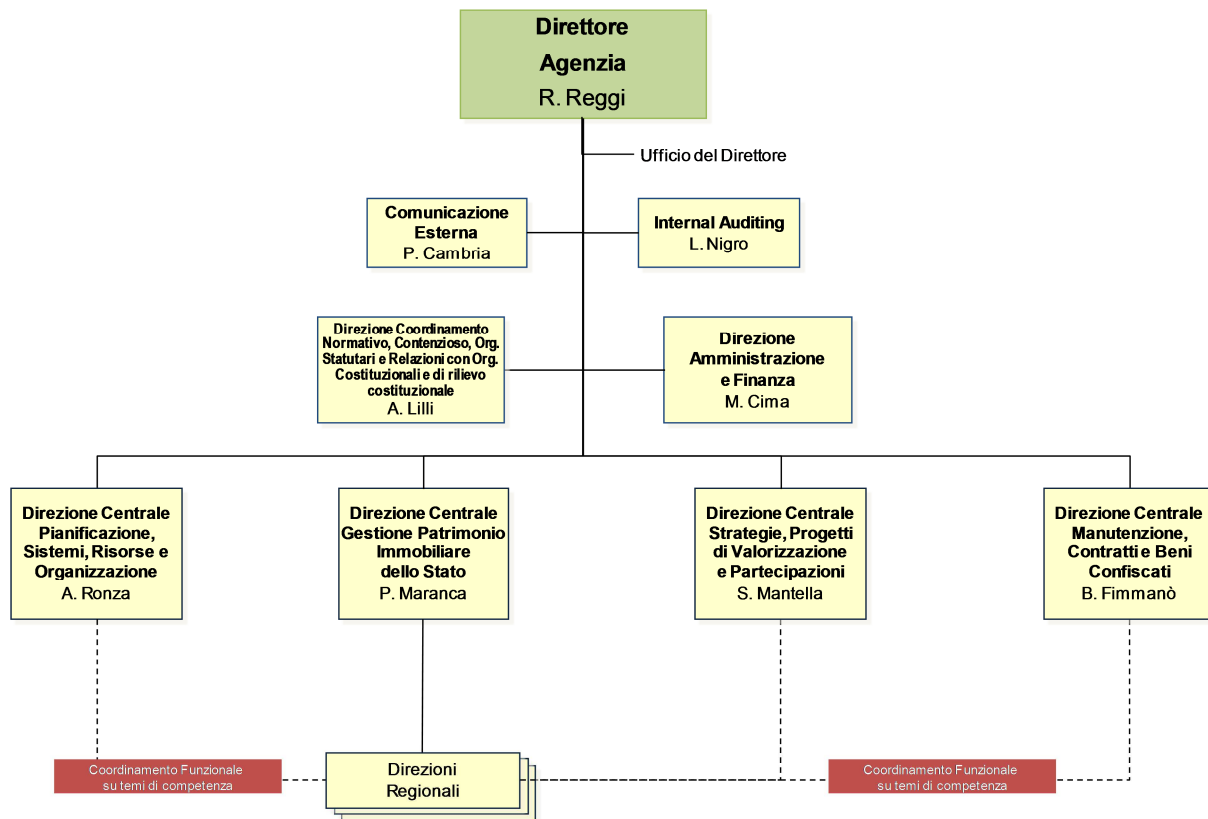 Direttore
Agenzia
R. Reggi
Ufficio del Direttore
Comunicazione
Esterna
P. Cambria
Internal Auditing
L. Nigro
Direzione Coordinamento
Normativo, Contenzioso, Org.
Statutari e Relazioni con Org.
Costituzionali e di rilievo
costituzionale
A. Lilli
Direzione
Amministrazione
e Finanza
M. Cima
Direzione Centrale
Pianificazione,
Sistemi, Risorse e
Organizzazione
A. Ronza
Direzione Centrale
Gestione Patrimonio
Immobiliare
dello Stato
P. Maranca
Direzione Centrale
Strategie, Progetti
di Valorizzazione
e Partecipazioni
S. Mantella
Direzione Centrale
Manutenzione,
Contratti e Beni
Confiscati
B. Fimmanò
Coordinamento Funzionale
su temi di competenza
Direzioni
Regionali
Coordinamento Funzionale
su temi di competenza